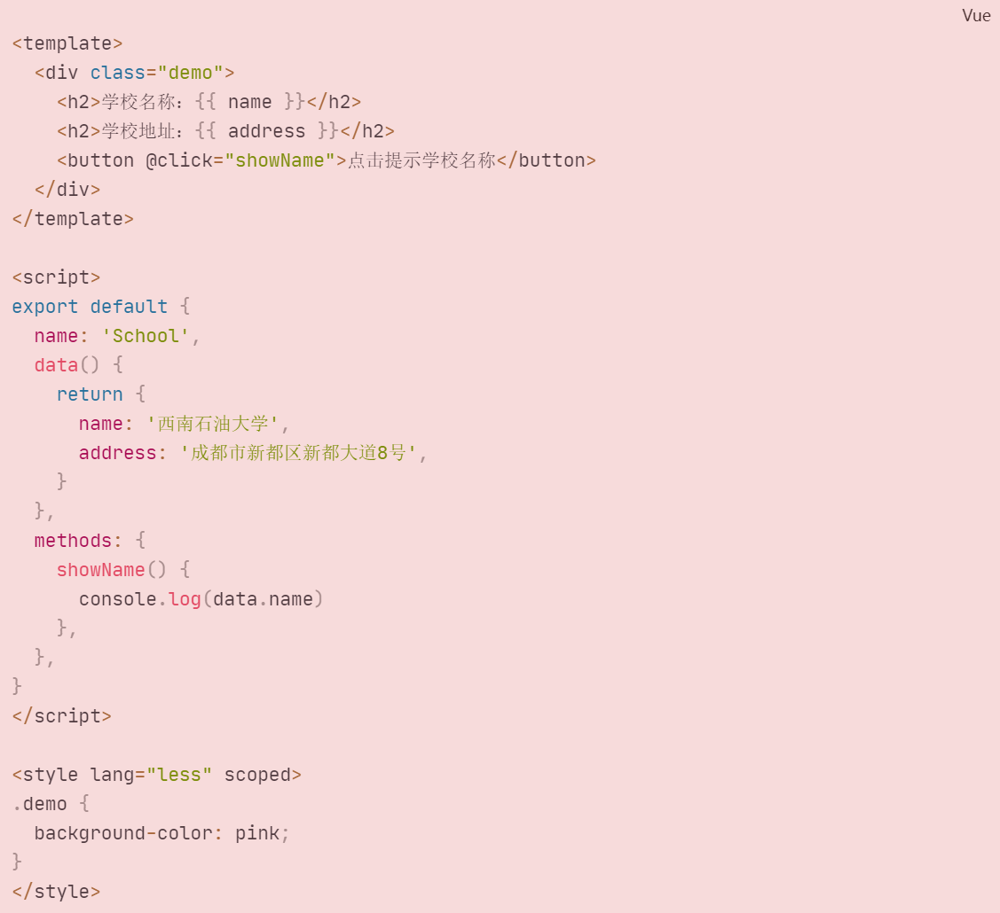 Vue
<template>
  <div class="demo">
    <h2>学校名称：{{ name }}</h2>
    <h2>学校地址：{{ address }}</h2>
    <button @click="showName">点击提示学校名称</button>
  </div>
</template>

<script>
export default {
  name: 'School',
  data() {
    return {
      name: '西南石油大学',
      address: '成都市新都区新都大道8号',
    }
  },
  methods: {
    showName() {
      console.log(data.name)
    },
  },
}
</script>

<style lang="less" scoped>
.demo {
  background-color: pink;
}
</style>